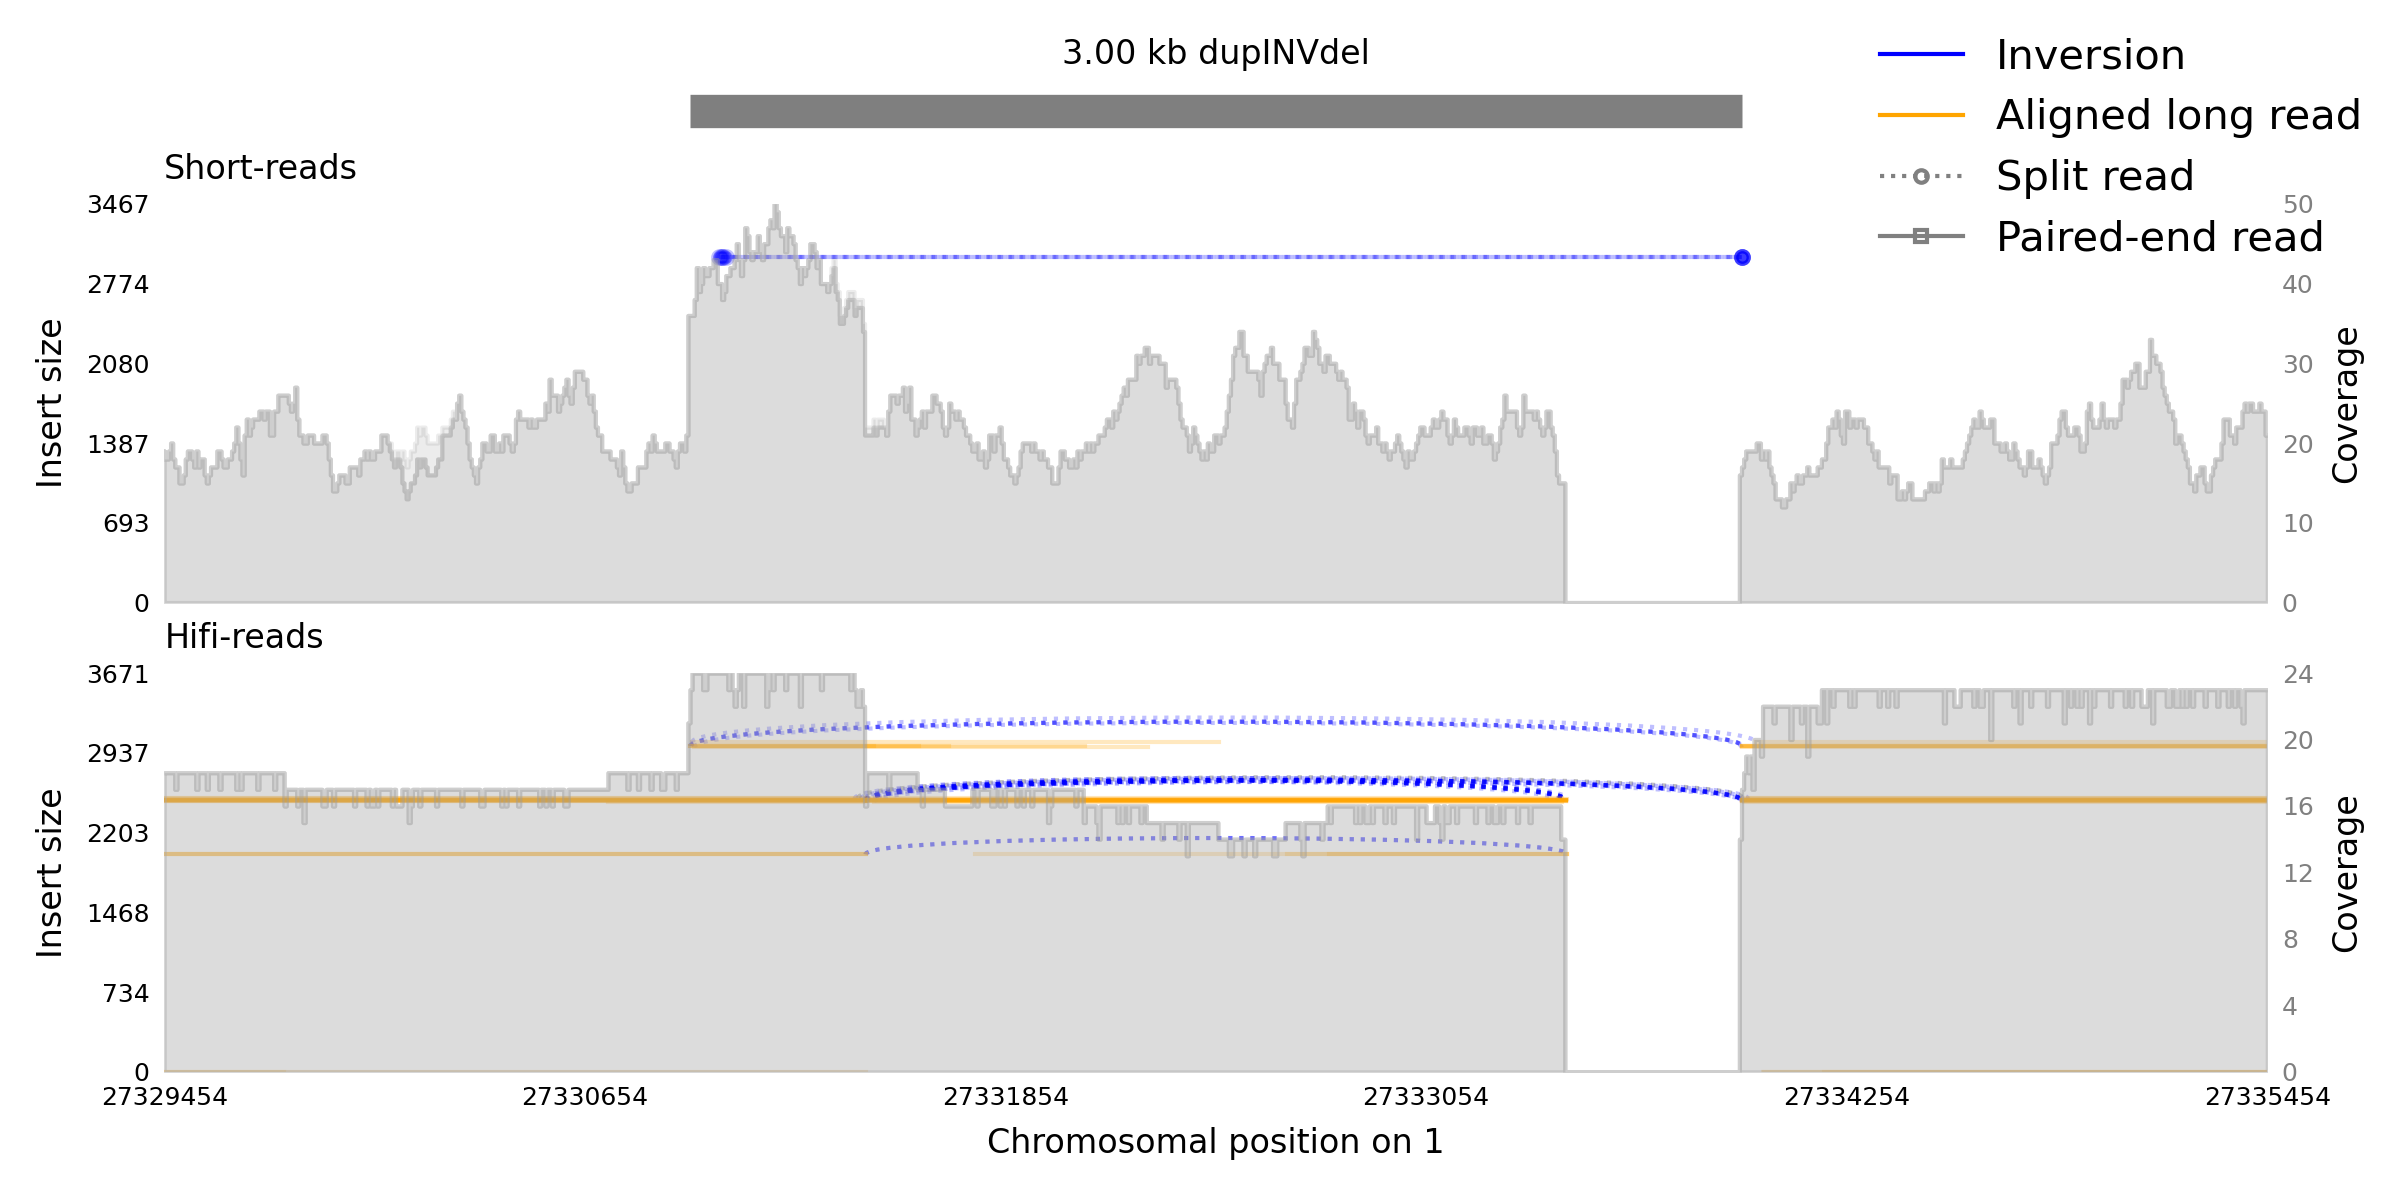 3.00 kb dupINVdel
Inversion
Aligned long read
Split read
Paired-end read
Short-reads
3467
2774
2080
1387
693
0
Insert size
50
40
30
20
10
0
Coverage
Hifi-reads
3671
2937
2203
1468
734
0
Insert size
24
20
16
12
8
4
0
Coverage
27329454 27330654 27331854 27333054 27334254 27335454
Chromosomal position on 1